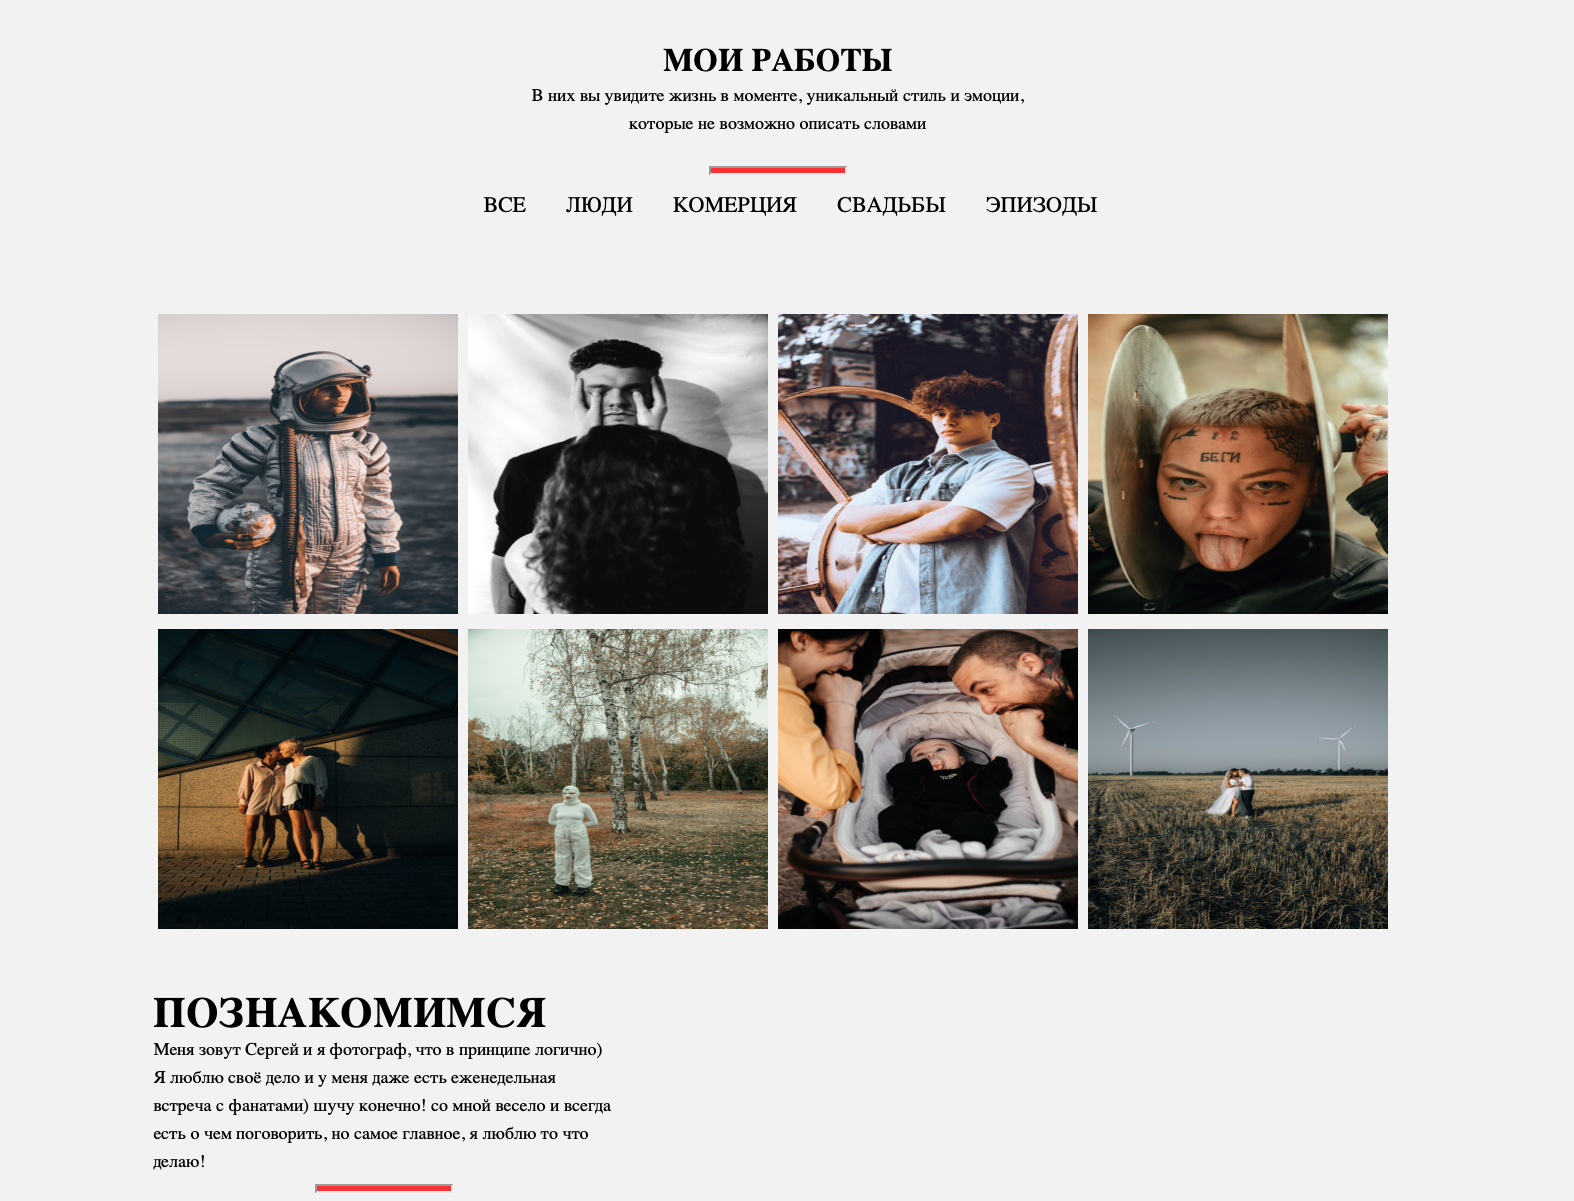 МОИ РАБОТЫ
В них вы увидите жизнь в моменте, уникальный стиль и эмоции,
которые не возможно описать словами
ВСЕ ЛЮДИ КОМЕРЦИЯ СВАДЬБЫ ЭПИЗОДЫ
БЕГИ
ПОЗНАКОМИМСЯ
Меня зовут Сергей и я фотограф, что в принципе логично)
Я люблю своё дело и у меня даже есть еженедельная
встреча с фанатами) шучу конечно! со мной весело и всегда
есть о чем поговорить, но самое главное, я люблю то что
делаю!